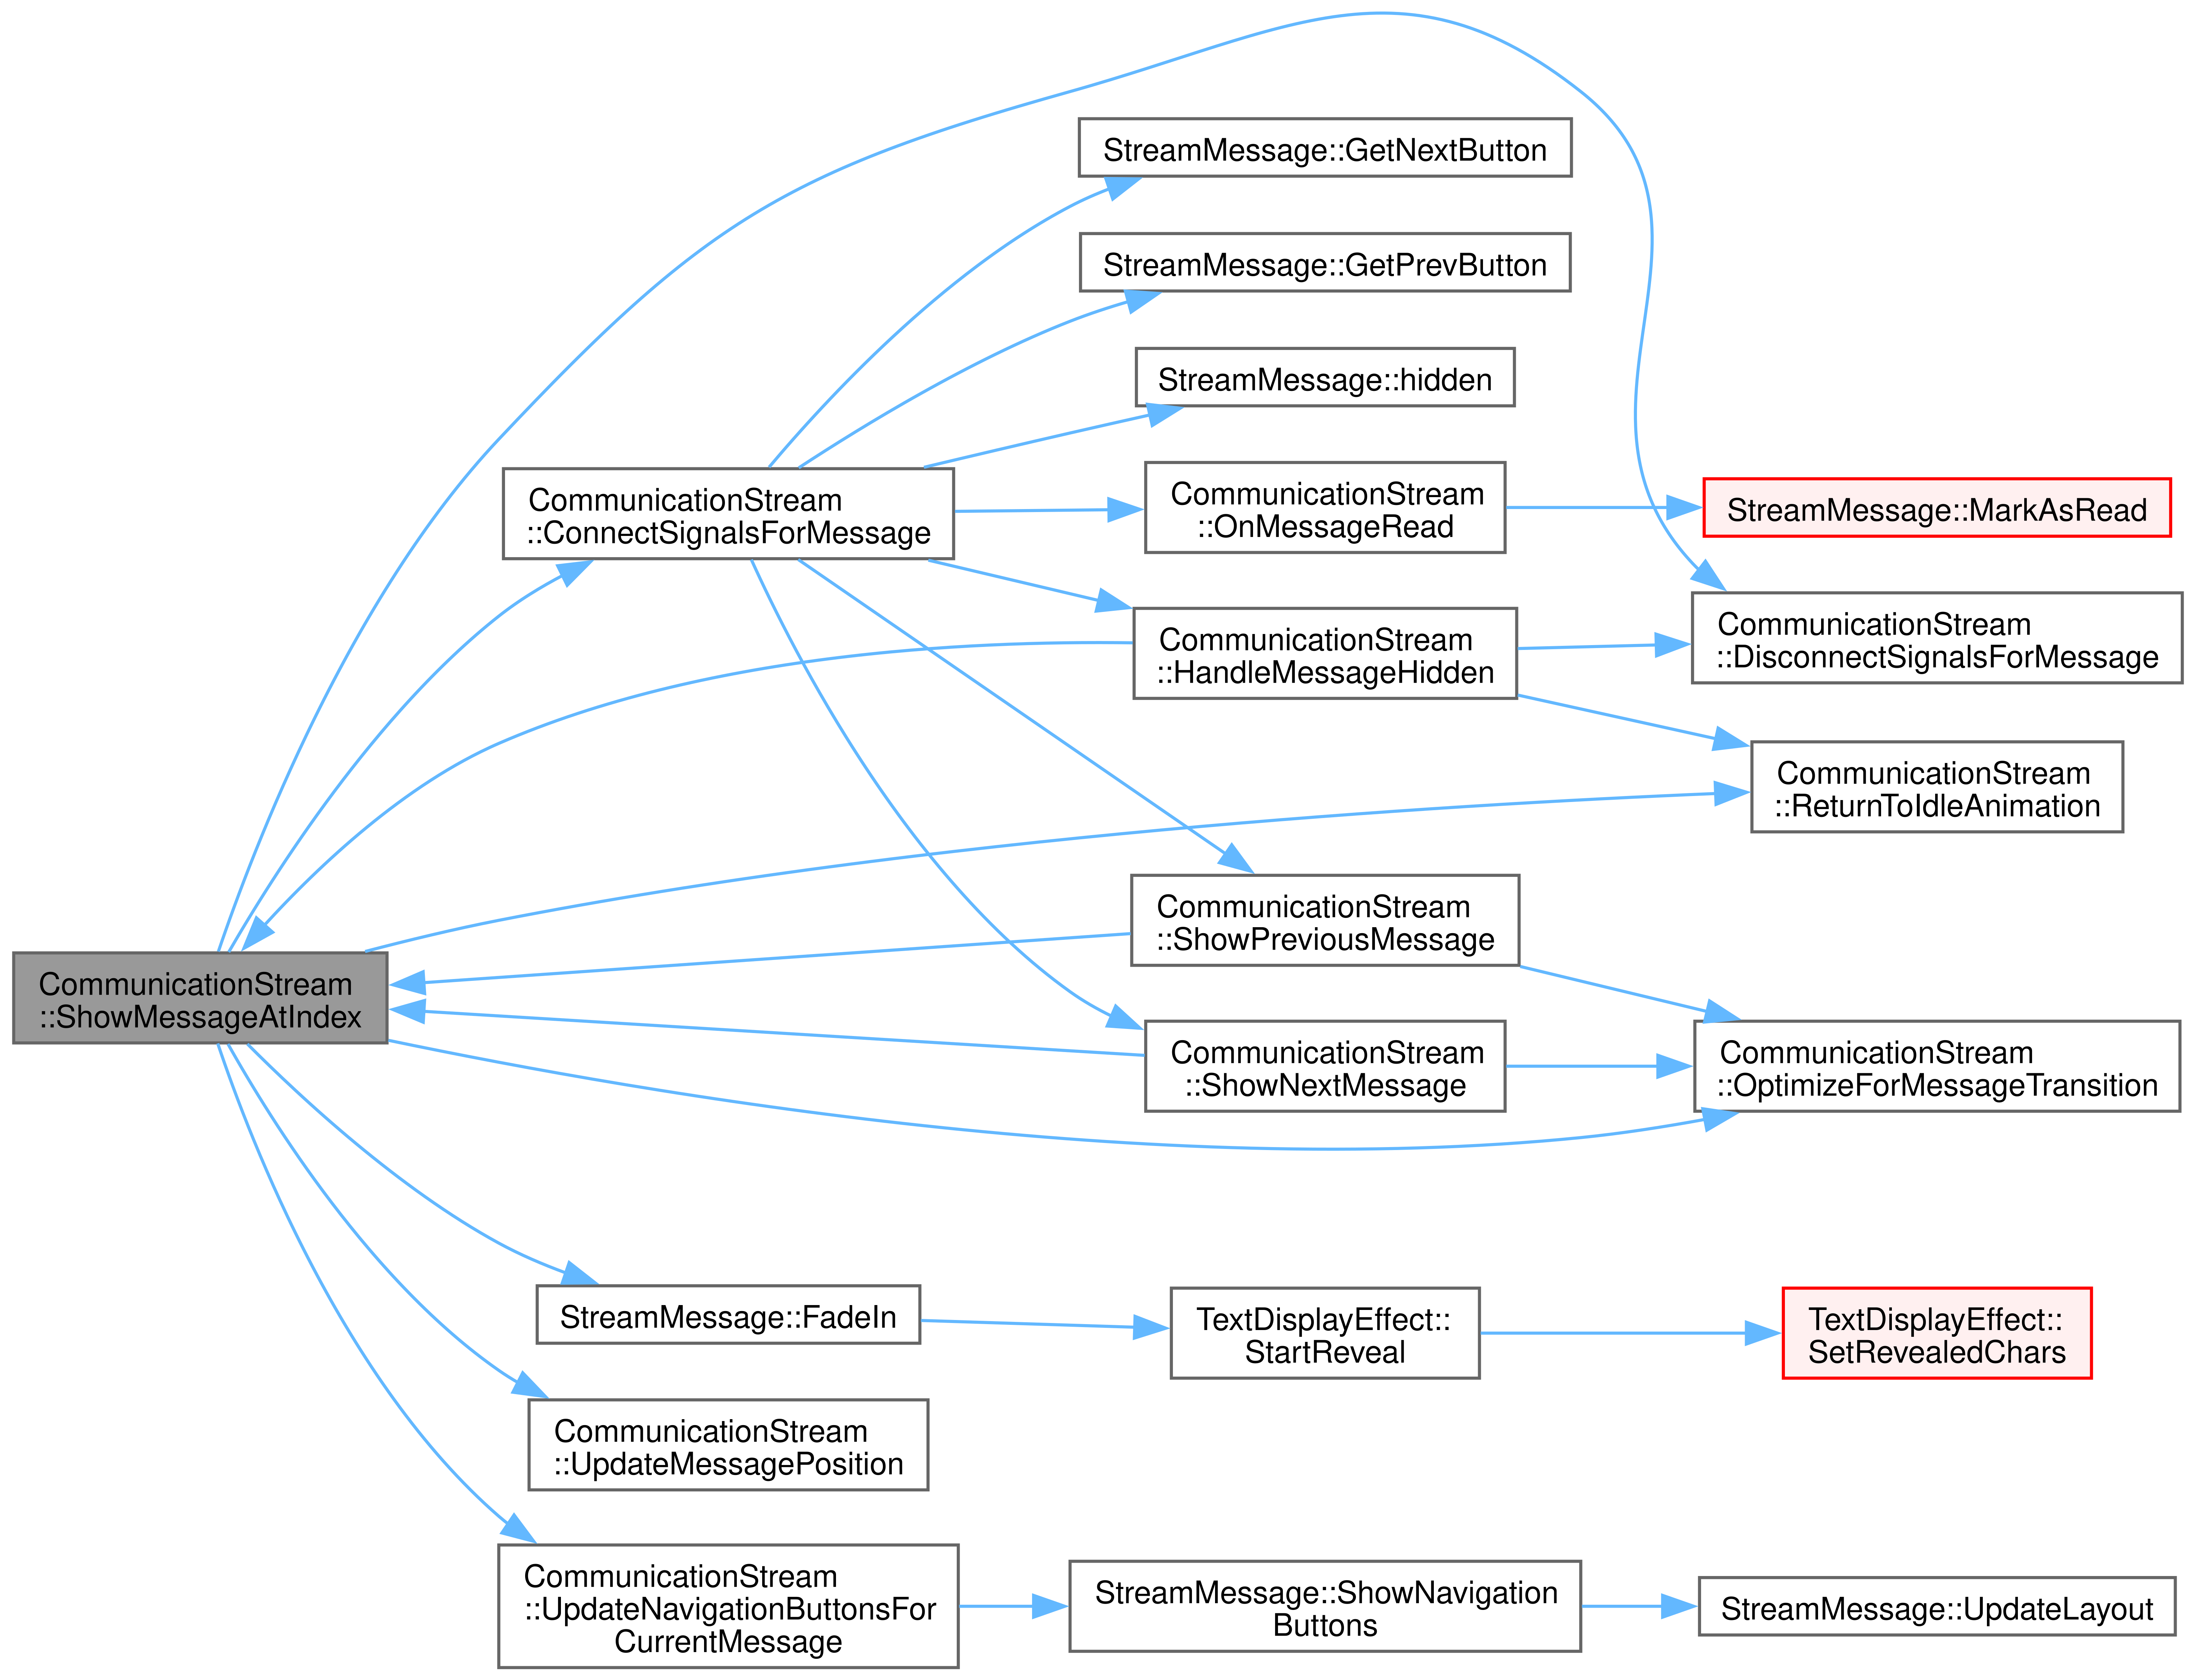 StreamMessage::GetNextButton
StreamMessage::GetPrevButton
StreamMessage::hidden
CommunicationStream
::ConnectSignalsForMessage
CommunicationStream
::OnMessageRead
StreamMessage::MarkAsRead
CommunicationStream
::HandleMessageHidden
CommunicationStream
::DisconnectSignalsForMessage
CommunicationStream
::ReturnToIdleAnimation
CommunicationStream
::ShowPreviousMessage
CommunicationStream
::ShowMessageAtIndex
CommunicationStream
::ShowNextMessage
CommunicationStream
::OptimizeForMessageTransition
StreamMessage::FadeIn
TextDisplayEffect::
StartReveal
TextDisplayEffect::
SetRevealedChars
CommunicationStream
::UpdateMessagePosition
CommunicationStream
::UpdateNavigationButtonsFor
CurrentMessage
StreamMessage::ShowNavigation
Buttons
StreamMessage::UpdateLayout